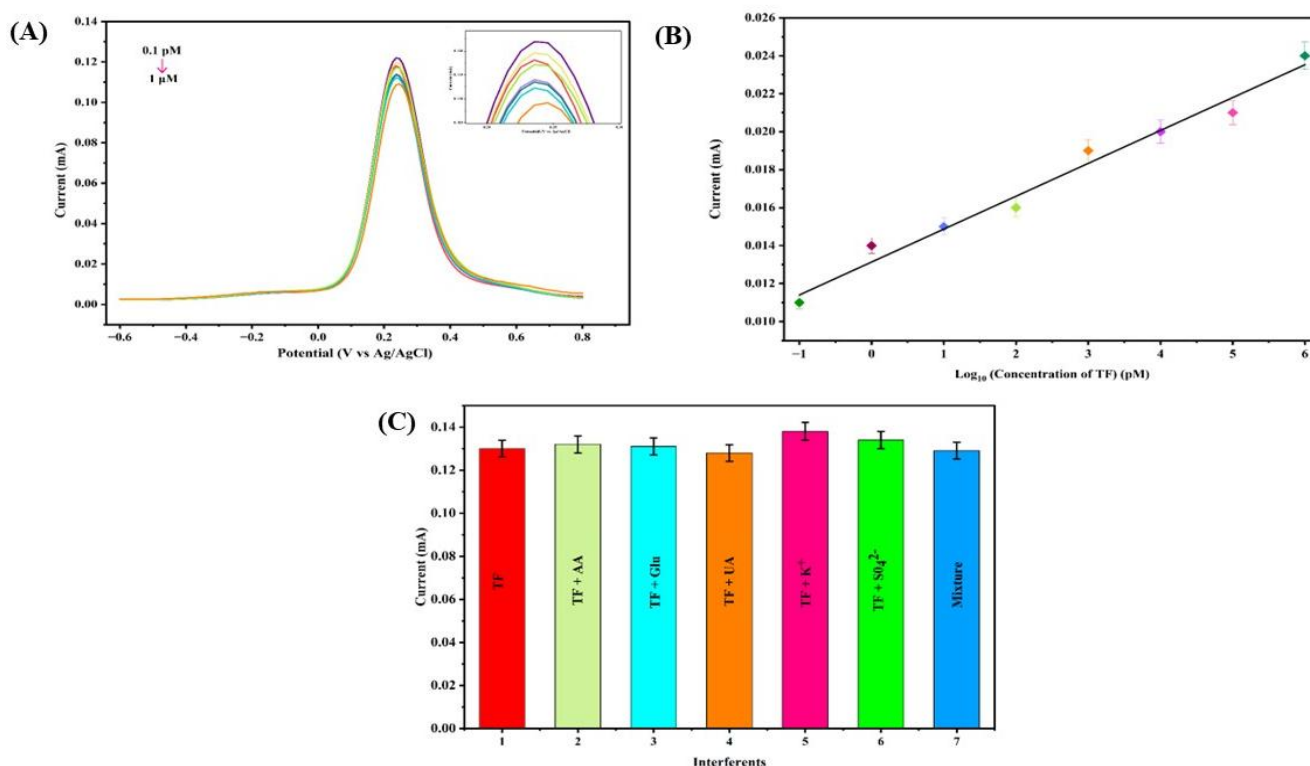 (A)
0.14
0.12
0.10
0.08
0.06
0.04
0.02
0.00
Current (mA)
0.1 pM
1 µM
−0.6
−0.4
−0.2
0.0
0.2
0.4
0.6
0.8
Potential (V vs Ag/AgCl)
(B)
0.026
0.024
0.022
0.020
0.018
0.016
0.014
0.012
0.010
Current (mA)
−1
0
1
2
3
4
5
6
Log₁₀ (Concentration of TF) (pM)
(C)
0.14
0.12
0.10
0.08
0.06
0.04
0.02
0.00
Current (mA)
TF
TF + AA
TF + Glu
TF + UA
TF + K⁺
TF + S0₄²⁻
Mixture
1
2
3
4
5
6
7
Interferents